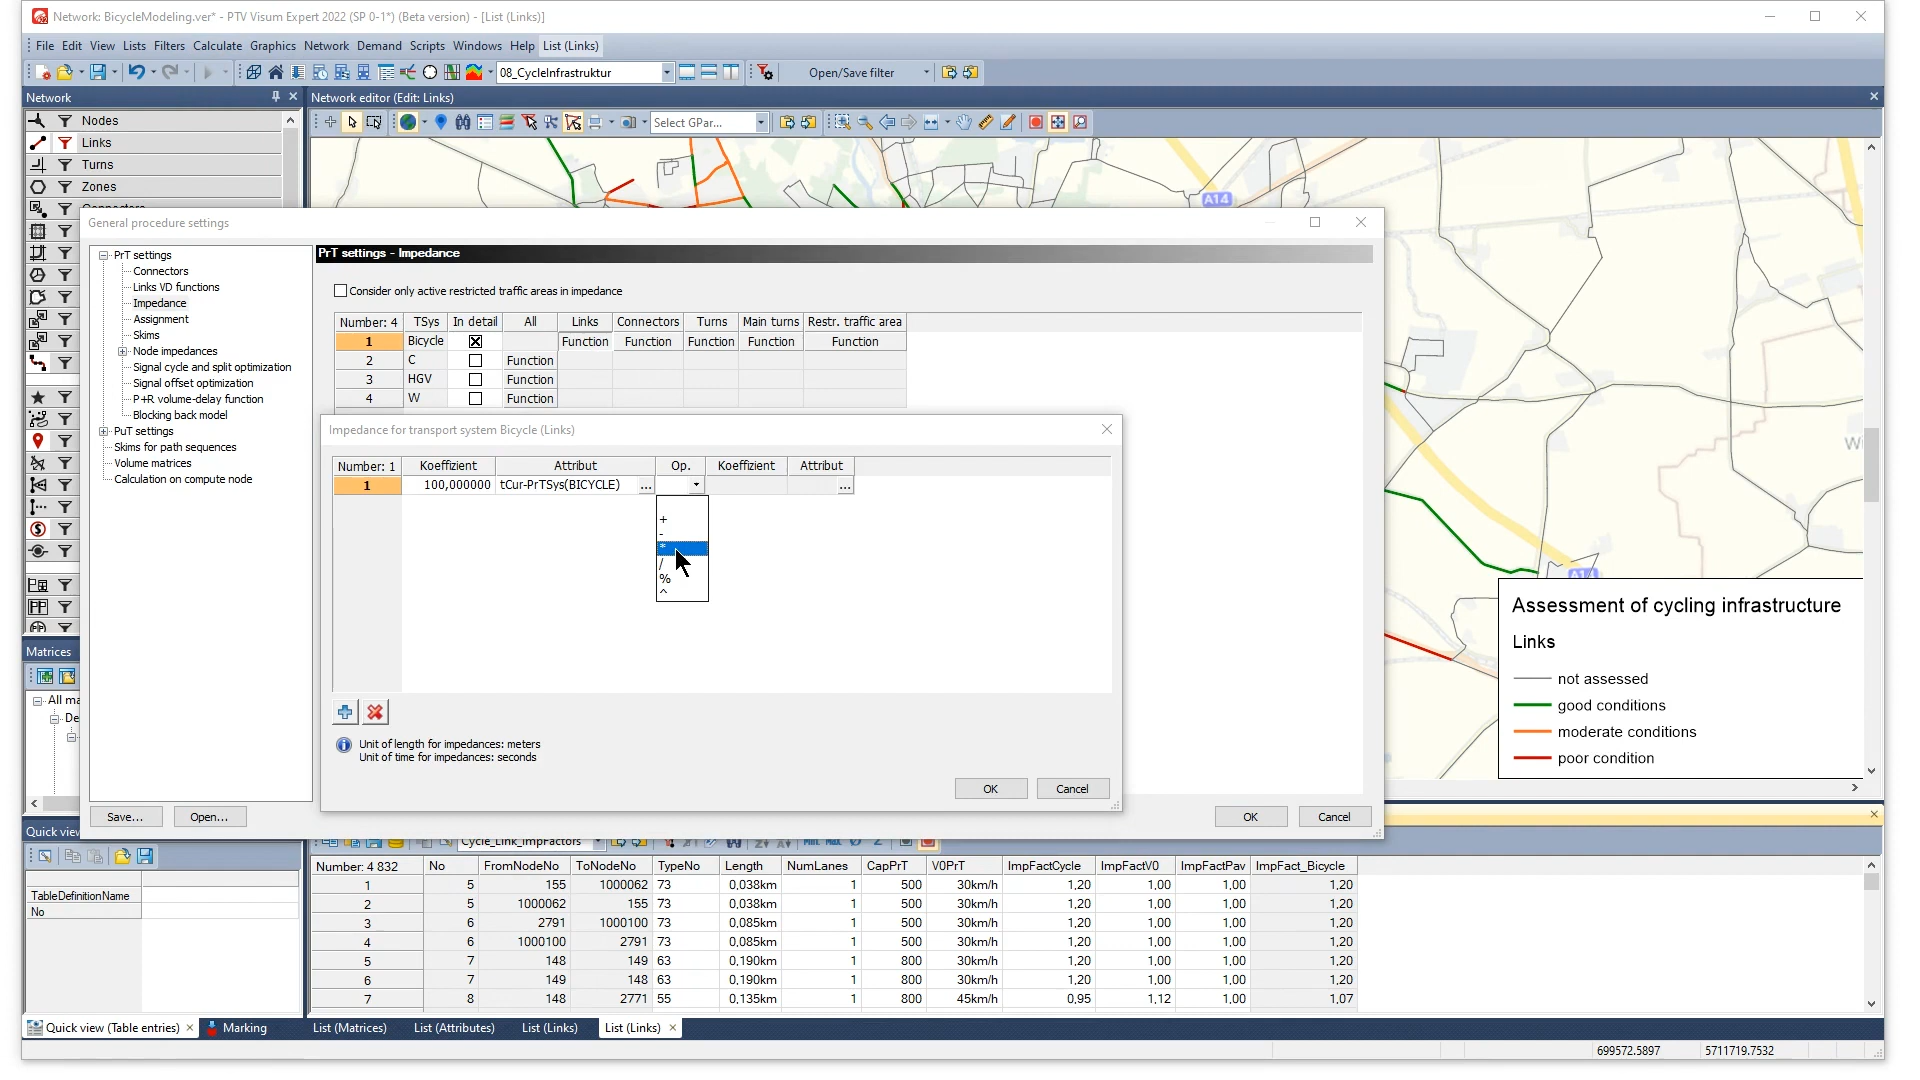 Network: BicycleModeling.ver* - PTV Visum Expert 2022 (SP 0-1*) (Beta version) - [List (Links)]
File Edit View Lists Filters Calculate Graphics Network Demand Scripts Windows Help List (Links)
08_CycleInfrastruktur
Open/Save filter
Network
Network editor (Edit: Links)
Nodes
Select GPar...
Links
Turns
Zones
A14
General procedure settings
PrT settings
Connectors
Links VD functions
Impedance
Assignment
Skims
Node impedances
Signal cycle and split optimization
Signal offset optimization
P+R volume-delay function
Blocking back model
PuT settings
Skims for path sequences
Volume matrices
Calculation on compute node
Save...
Open...
PrT settings - Impedance
Consider only active restricted traffic areas in impedance
Number: 4 TSys In detail All Links Connectors Turns Main turns Restr. traffic area
1 Bicycle Function Function Function Function Function
2 C Function
3 HGV Function
4 W Function
Impedance for transport system Bicycle (Links)
Number: 1 Koeffizient Attribut Op. Koeffizient Attribut
1 100,000000 tCur-PrTSys(BICYCLE) ... ...
+
-
*
/
%
^
Unit of length for impedances: meters
Unit of time for impedances: seconds
OK Cancel
OK Cancel
A14
Assessment of cycling infrastructure
Links
not assessed
good conditions
moderate conditions
poor condition
Matrices
All ma
De
Quick view
TableDefinitionName
No
Cycle_Link_ImpFactors
Number: 4 832 No FromNodeNo ToNodeNo TypeNo Length NumLanes CapPrT V0PrT ImpFactCycle ImpFactV0 ImpFactPav ImpFact_Bicycle
1 5 155 1000062 73 0,038km 1 500 30km/h 1,20 1,00 1,00 1,20
2 5 1000062 155 73 0,038km 1 500 30km/h 1,20 1,00 1,00 1,20
3 6 2791 1000100 73 0,085km 1 500 30km/h 1,20 1,00 1,00 1,20
4 6 1000100 2791 73 0,085km 1 500 30km/h 1,20 1,00 1,00 1,20
5 7 148 149 63 0,190km 1 800 30km/h 1,20 1,00 1,00 1,20
6 7 149 148 63 0,190km 1 800 30km/h 1,20 1,00 1,00 1,20
7 8 148 2771 55 0,135km 1 800 45km/h 0,95 1,12 1,00 1,07
Quick view (Table entries) Marking List (Matrices) List (Attributes) List (Links) List (Links)
699572.5897 5711719.7532